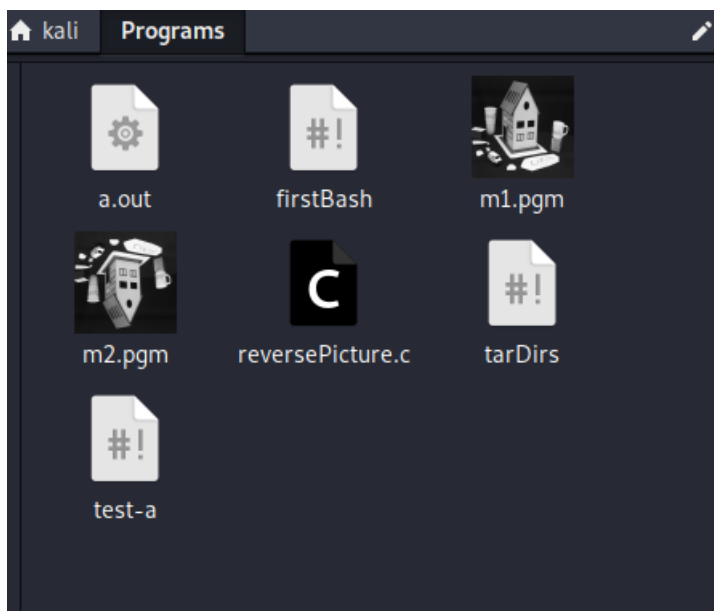 kali Programs
#! 
a.out firstBash m1.pgm
C #!
m2.pgm reversePicture.c tarDirs
#!
test-a